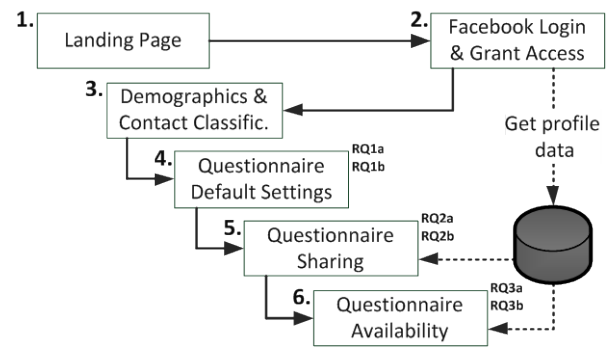 1.
Landing Page
2.
Facebook Login
& Grant Access
3.
Demographics &
Contact Classific.
Get profile
data
4.
Questionnaire
Default Settings
RQ1a
RQ1b
5.
Questionnaire
Sharing
RQ2a
RQ2b
6.
Questionnaire
Availability
RQ3a
RQ3b